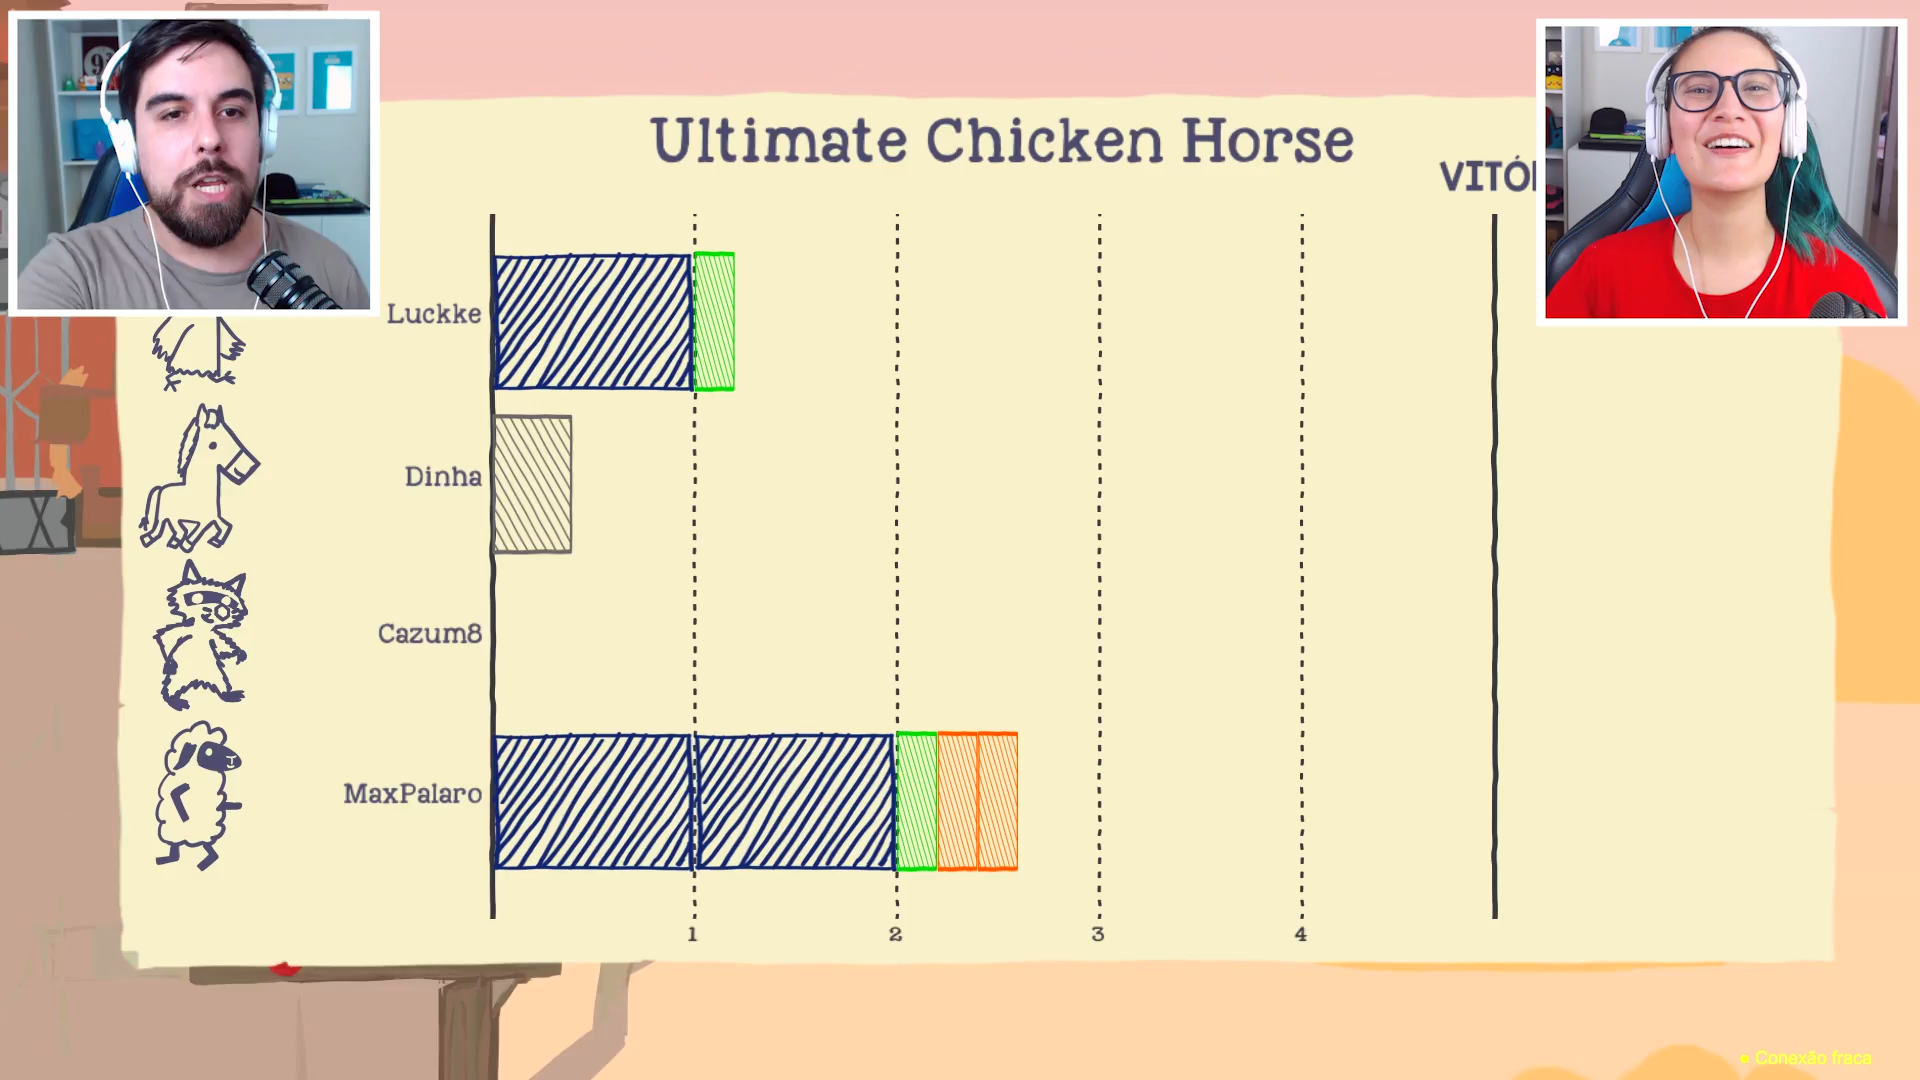 Ultimate Chicken Horse
VITÓ
Luckke
Dinha
Cazum8
MaxPalaro
1 2 3 4
● Conexão fraca